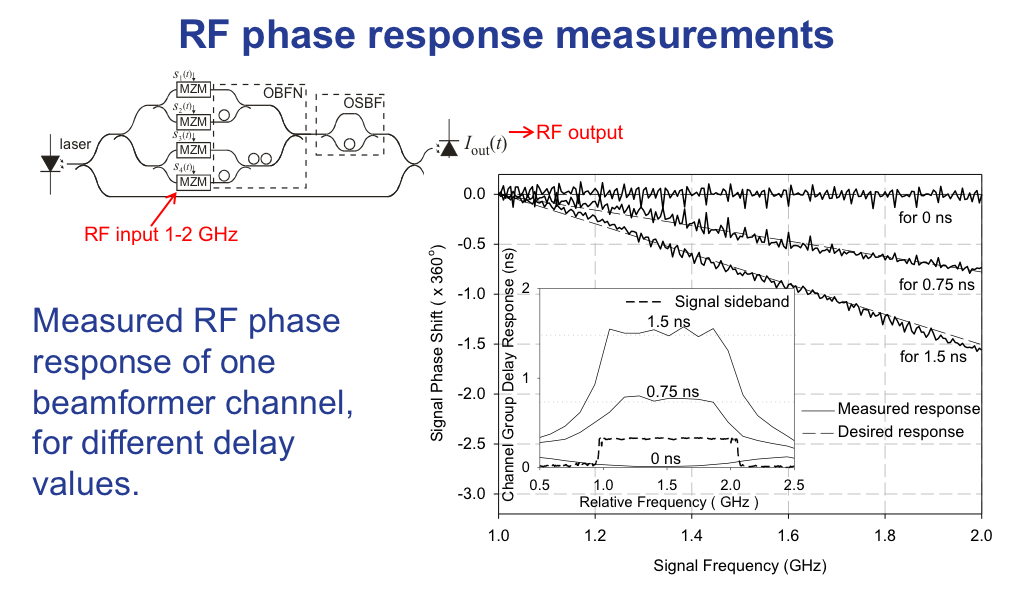 RF phase response measurements
s₁(t)
MZM
OBFN
s₂(t)
MZM
OSBF
s₃(t)
MZM
laser
s₄(t)
MZM
I_out(t)
RF output
RF input 1-2 GHz
Measured RF phase
response of one
beamformer channel,
for different delay
values.
Signal Phase Shift ( x 360°)
0.0
-0.5
-1.0
-1.5
-2.0
-2.5
-3.0
for 0 ns
for 0.75 ns
for 1.5 ns
Measured response
Desired response
Channel Group Delay Response (ns)
2
1
0
Signal sideband
1.5 ns
0.75 ns
0 ns
0.5 1.0 1.5 2.0 2.5
Relative Frequency ( GHz )
1.0 1.2 1.4 1.6 1.8 2.0
Signal Frequency (GHz)